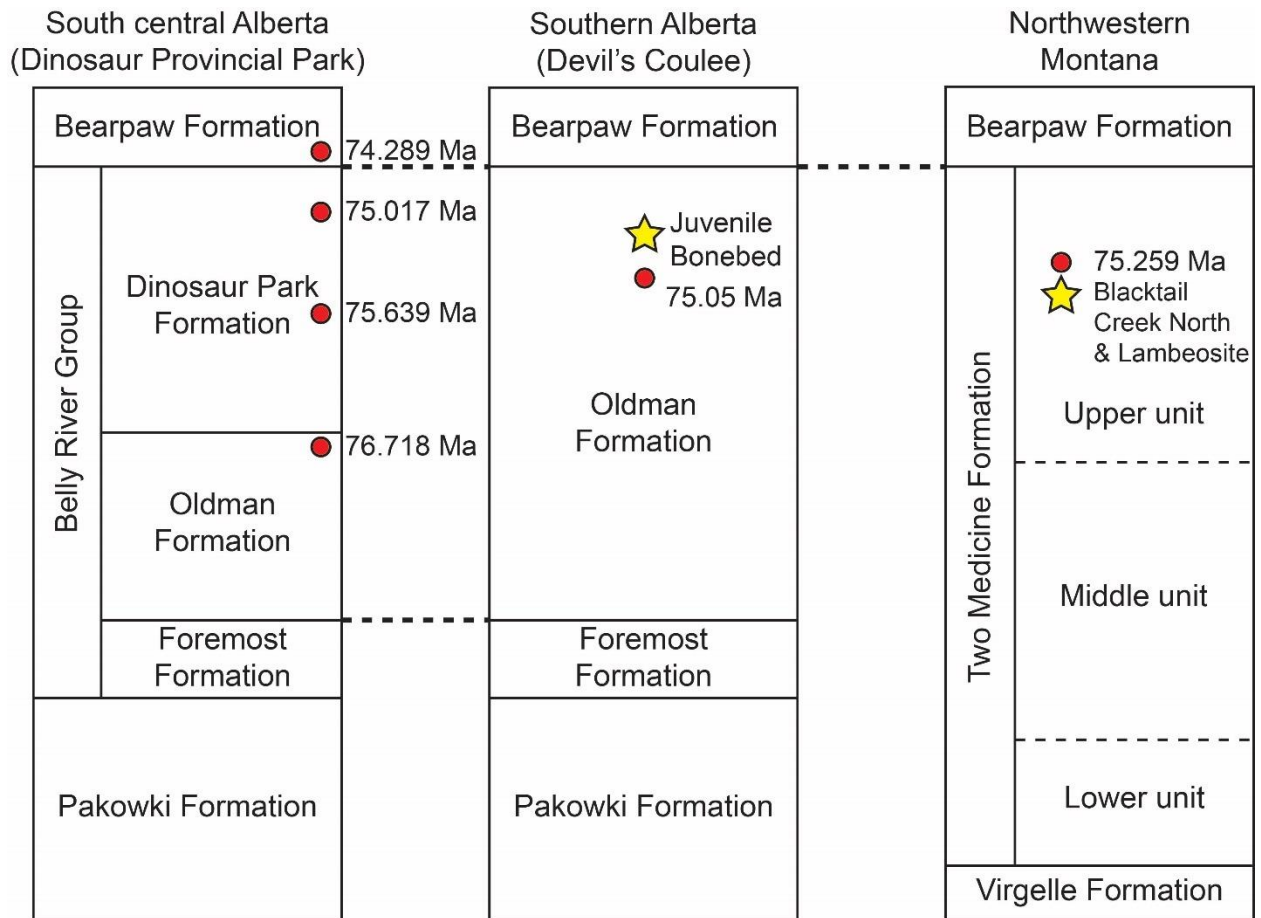 South central Alberta
(Dinosaur Provincial Park)
Bearpaw Formation
74.289 Ma
75.017 Ma
Dinosaur Park
Formation
75.639 Ma
76.718 Ma
Belly River Group
Oldman
Formation
Foremost
Formation
Pakowki Formation
Southern Alberta
(Devil's Coulee)
Bearpaw Formation
Juvenile
Bonebed
75.05 Ma
Oldman
Formation
Foremost
Formation
Pakowki Formation
Northwestern
Montana
Bearpaw Formation
75.259 Ma
Blacktail
Creek North
& Lambeosite
Upper unit
Two Medicine Formation
Middle unit
Lower unit
Virgelle Formation